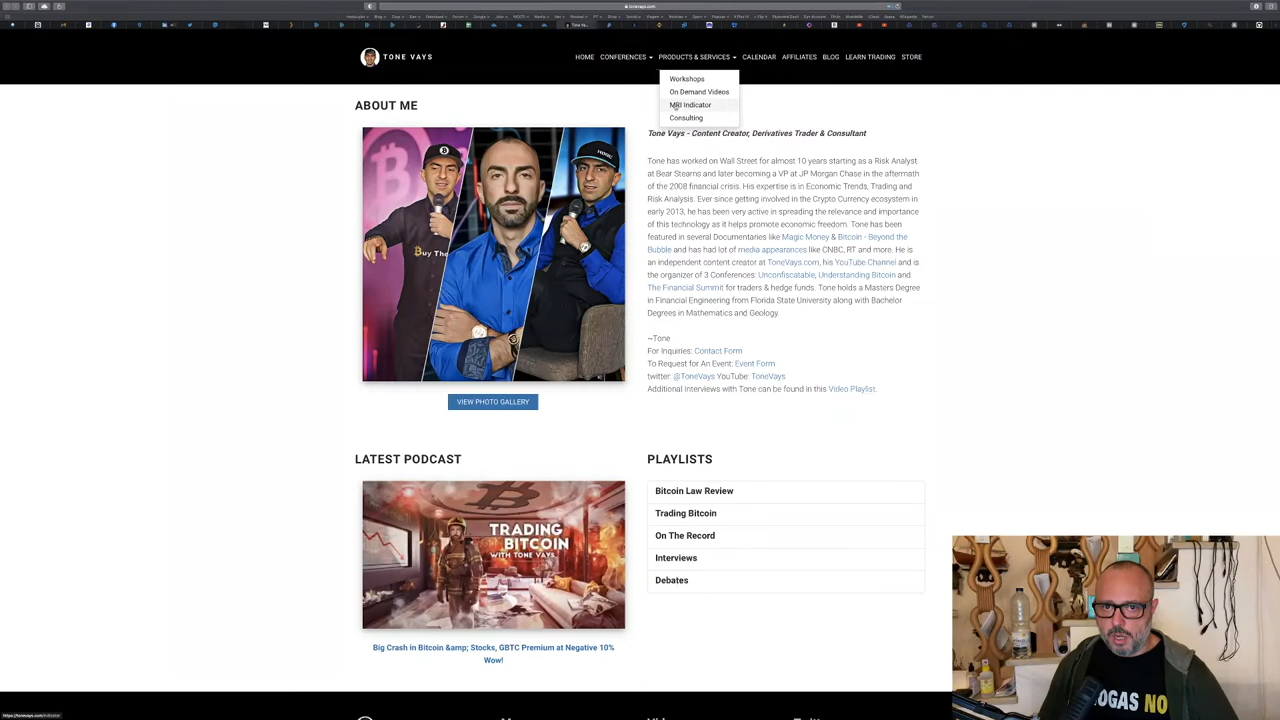 tonevays.com
TONE VAYS
HOME CONFERENCES PRODUCTS & SERVICES CALENDAR AFFILIATES BLOG LEARN TRADING STORE
Workshops
On Demand Videos
MRI Indicator
Consulting
ABOUT ME
Tone Vays - Content Creator, Derivatives Trader & Consultant
Tone has worked on Wall Street for almost 10 years starting as a Risk Analyst
at Bear Stearns and later becoming a VP at JP Morgan Chase in the aftermath
of the 2008 financial crisis. His expertise is in Economic Trends, Trading and
Risk Analysis. Ever since getting involved in the Crypto Currency ecosystem in
early 2013, he has been very active in spreading the relevance and importance
of this technology as it helps promote economic freedom. Tone has been
featured in several Documentaries like Magic Money & Bitcoin - Beyond the
Bubble and has had lot of media appearances like CNBC, RT and more. He is
an independent content creator at ToneVays.com, his YouTube Channel and is
the organizer of 3 Conferences: Unconfiscatable, Understanding Bitcoin and
The Financial Summit for traders & hedge funds. Tone holds a Masters Degree
in Financial Engineering from Florida State University along with Bachelor
Degrees in Mathematics and Geology.
~Tone
For Inquiries: Contact Form
To Request for An Event: Event Form
twitter: @ToneVays YouTube: ToneVays
Additional Interviews with Tone can be found in this Video Playlist.
Buy The
VIEW PHOTO GALLERY
LATEST PODCAST
TRADING
BITCOIN
WITH TONE VAYS
Big Crash in Bitcoin &amp; Stocks, GBTC Premium at Negative 10%
Wow!
PLAYLISTS
Bitcoin Law Review
Trading Bitcoin
On The Record
Interviews
Debates
OGAS NO
https://tonevays.com/indicator